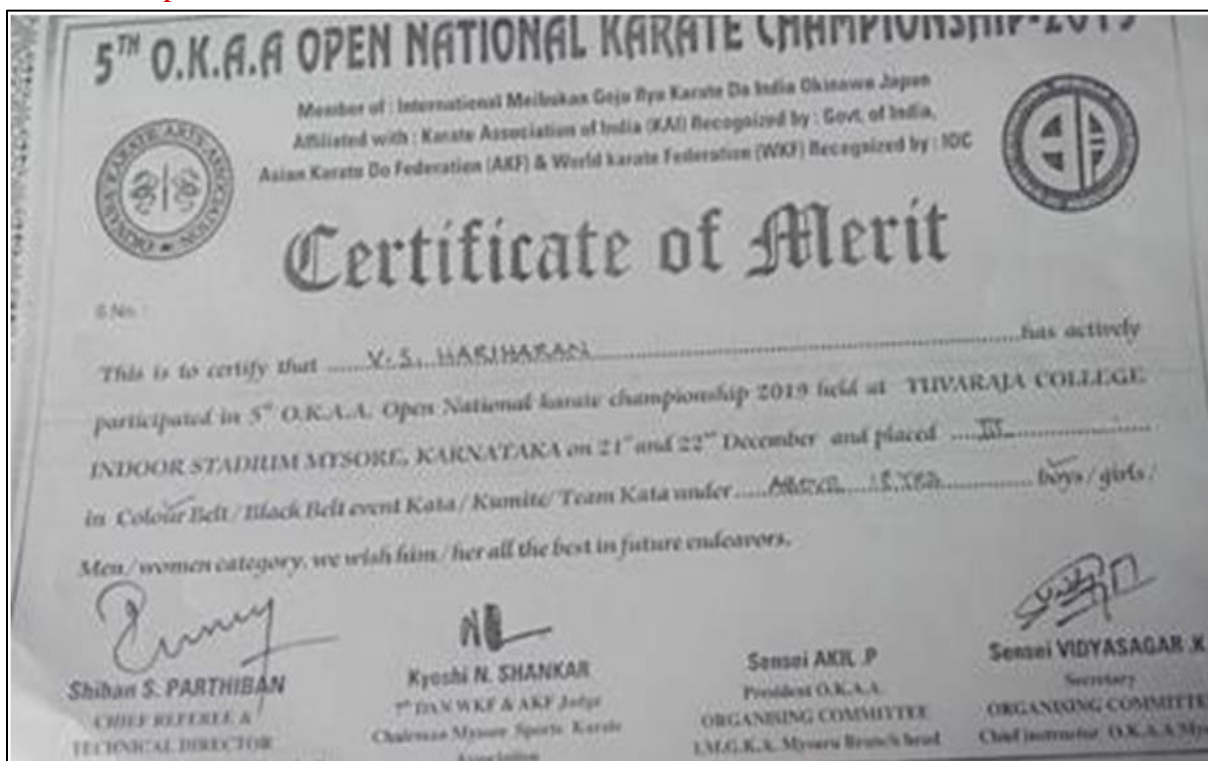 5TH O.K.A.A OPEN NATIONAL KARATE CHAMPIONSHIP-2019
Member of : International Meibukan Goju Ryu Karate Do India Okinawa Japan
Affiliated with : Karate Association of India (KAI) Recognized by : Govt. of India,
Asian Karate Do Federation (AKF) & World karate Federation (WKF) Recognized by : IOC
OKINAWA KARATE ARTS ASSOCIATION
Certificate of Merit
S.No. :
This is to certify that V.S. HARIHARAN has actively
participated in 5th O.K.A.A. Open National karate championship 2019 held at YUVARAJA COLLEGE
INDOOR STADIUM MYSORE, KARNATAKA on 21st and 22nd December and placed III
in Colour Belt / Black Belt event Kata / Kumite / Team Kata under Above 18 Yrs boys / girls /
Men / women category, we wish him / her all the best in future endeavors.
Shihan S. PARTHIBAN
CHIEF REFEREE &
TECHNICAL DIRECTOR
Kyoshi N. SHANKAR
7th DAN WKF & AKF Judge
Chairman Mysore Sports Karate
Association
Sensei AKIL .P
President O.K.A.A.
ORGANISING COMMITTEE
I.M.G.K.A. Mysuru Branch head
Sensei VIDYASAGAR .K
Secretary
ORGANISING COMMITTEE
Chief instructor O.K.A.A